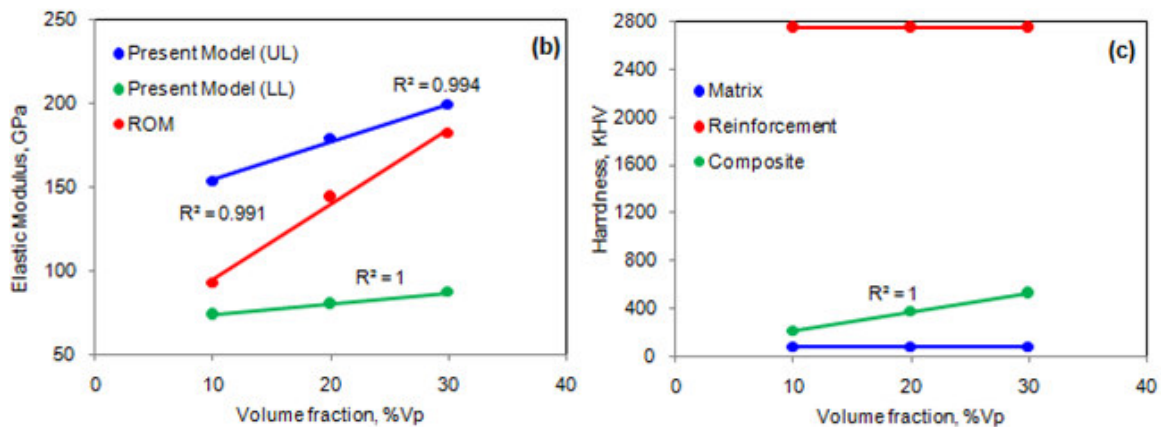 250
200
150
100
50
0
10
20
30
40
Elastic Modulus, GPa
Volume fraction, %Vp
Present Model (UL)
Present Model (LL)
ROM
(b)
R² = 0.994
R² = 0.991
R² = 1
2800
2400
2000
1600
1200
800
400
0
0
10
20
30
40
Harrdness, KHV
Volume fraction, %Vp
(c)
Matrix
Reinforcement
Composite
R² = 1